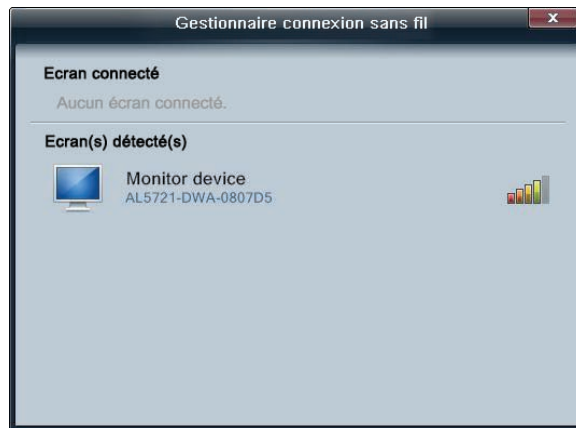 Gestionnaire connexion sans fil
x
Ecran connecté
Aucun écran connecté.
Ecran(s) détecté(s)
Monitor device
AL5721-DWA-0807D5